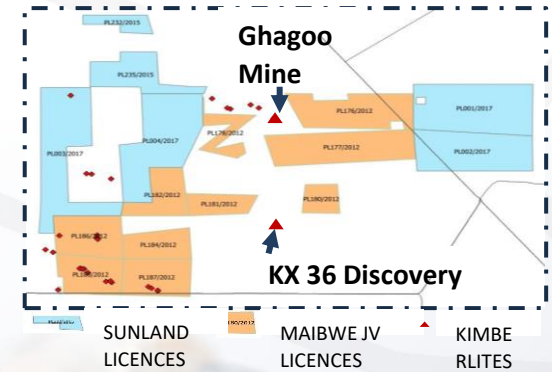 PL232/2015
Ghagoo
Mine
PL235/2015
PL176/2012
PL001/2017
PL003/2017
PL004/2017
PL178/2012
PL177/2012
PL002/2017
PL182/2012
PL181/2012
PL180/2012
PL186/2012
PL184/2012
PL187/2012
KX 36 Discovery
SUNLAND
LICENCES
MAIBWE JV
LICENCES
KIMBE
RLITES